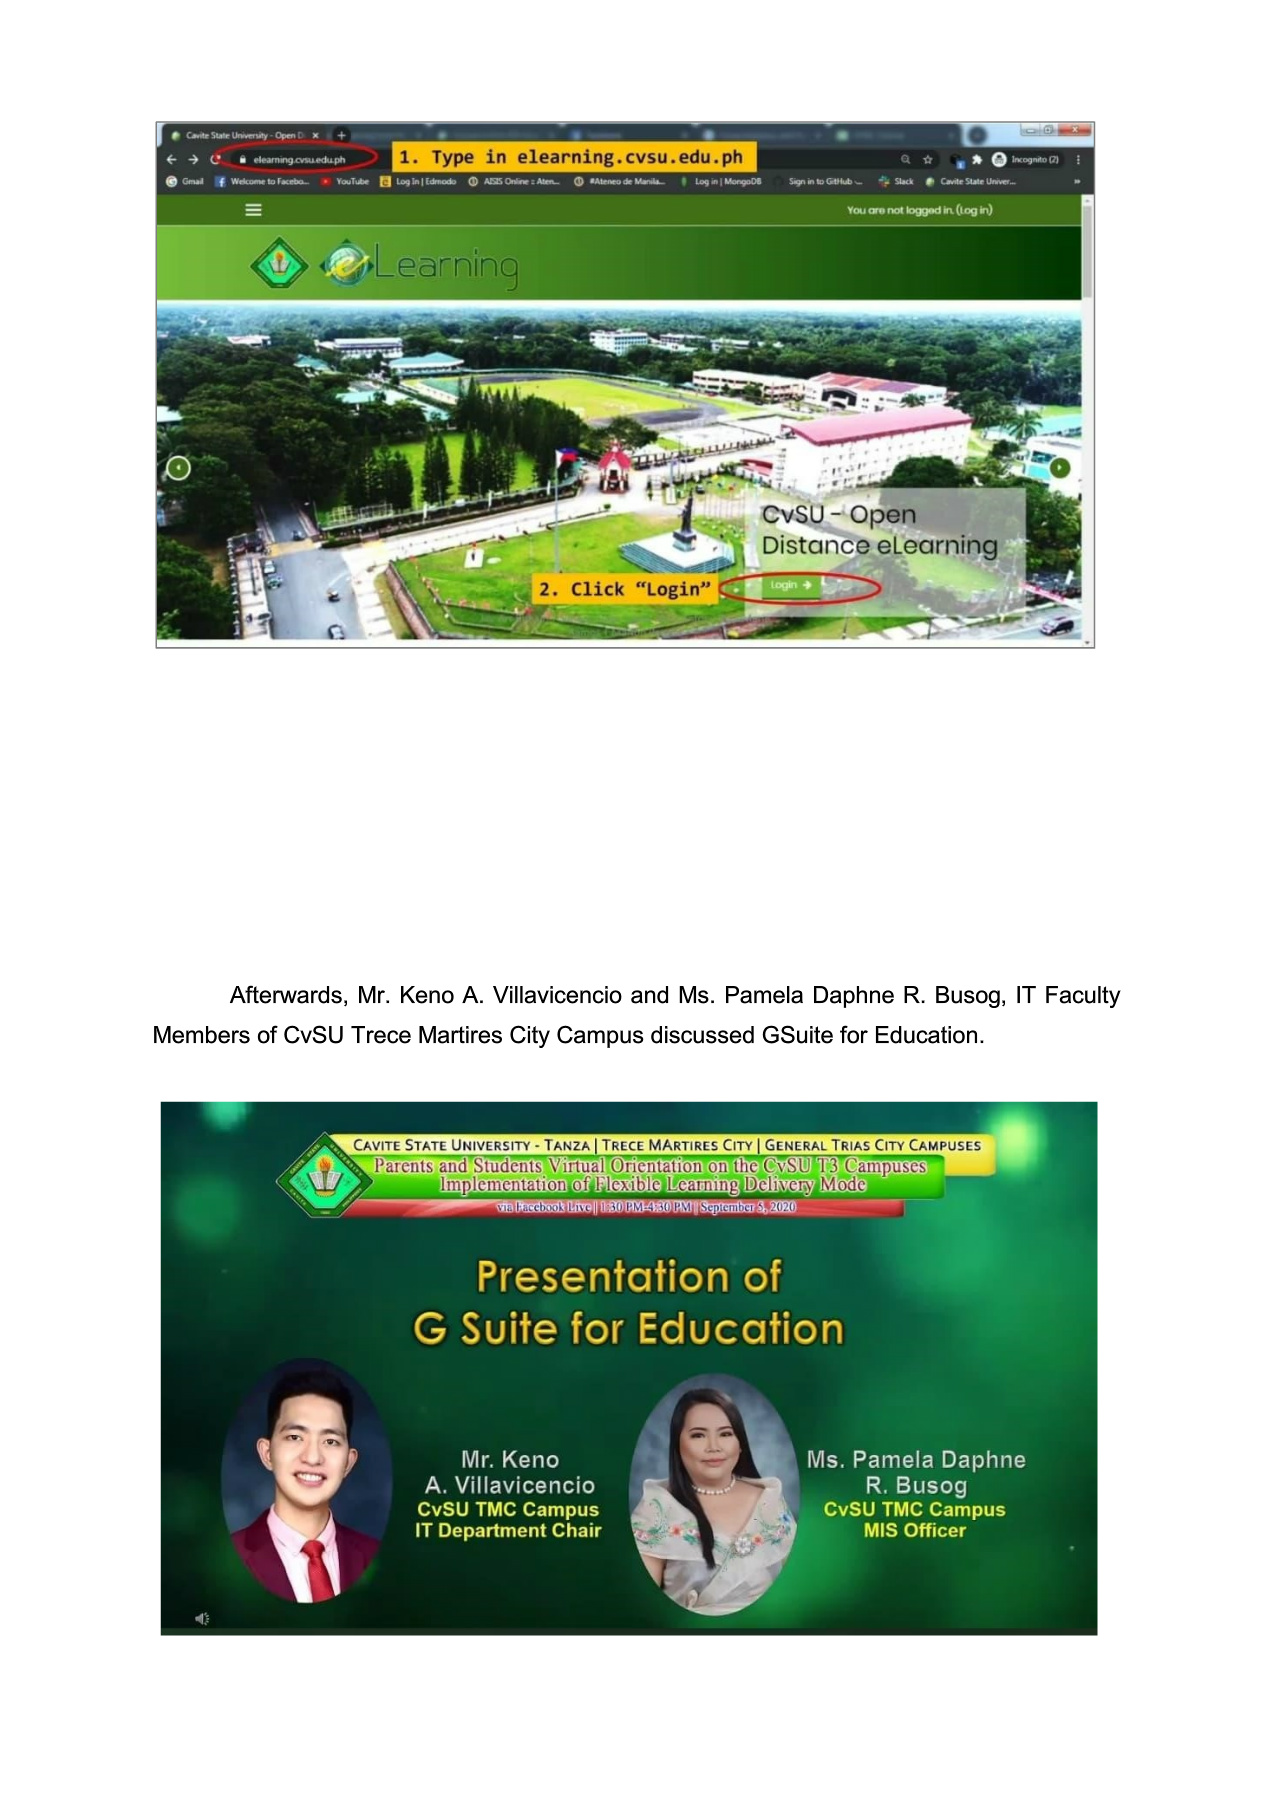 Cavite State University - Open D
elearning.cvsu.edu.ph
1. Type in elearning.cvsu.edu.ph
Incognito (2)
Gmail Welcome to Facebo... YouTube Log In | Edmodo AISIS Online :: Aten... #Ateneo de Manila... Log in | MongoDB Sign in to GitHub ·... Slack Cavite State Univer... »
You are not logged in. (Log in)
eLearning
CvSU - Open
Distance eLearning
2. Click “Login”
Login
Afterwards, Mr. Keno A. Villavicencio and Ms. Pamela Daphne R. Busog, IT Faculty
Members of CvSU Trece Martires City Campus discussed GSuite for Education.
CAVITE STATE UNIVERSITY - TANZA | TRECE MARTIRES CITY | GENERAL TRIAS CITY CAMPUSES
Parents and Students Virtual Orientation on the CvSU T3 Campuses
Implementation of Flexible Learning Delivery Mode
via Facebook Live | 1:30 PM-4:30 PM | September 5, 2020
Presentation of
G Suite for Education
Mr. Keno
A. Villavicencio
CvSU TMC Campus
IT Department Chair
Ms. Pamela Daphne
R. Busog
CvSU TMC Campus
MIS Officer